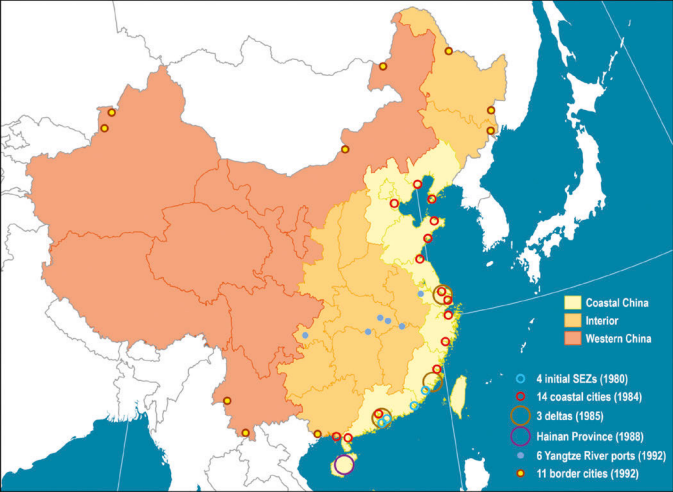 Coastal China
Interior
Western China
4 initial SEZs (1980)
14 coastal cities (1984)
3 deltas (1985)
Hainan Province (1988)
6 Yangtze River ports (1992)
11 border cities (1992)